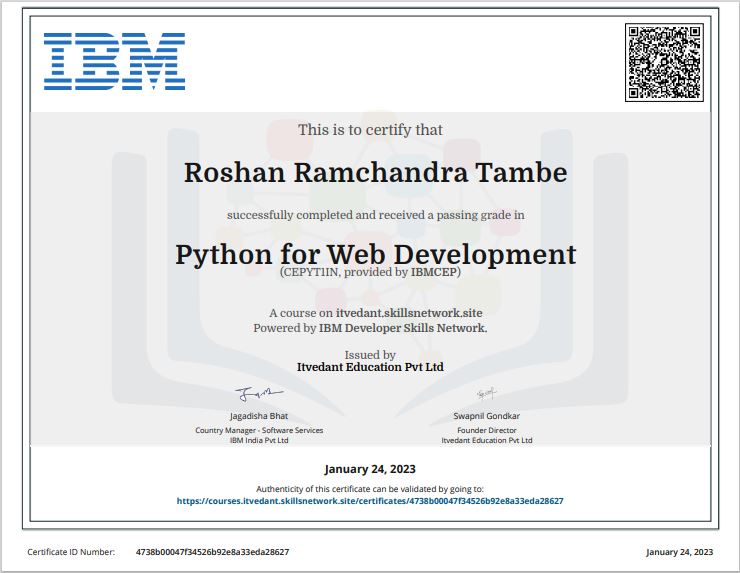 IBM
This is to certify that
Roshan Ramchandra Tambe
successfully completed and received a passing grade in
Python for Web Development
(CEPYT1IN, provided by IBMCEP)
A course on itvedant.skillsnetwork.site
Powered by IBM Developer Skills Network.
Issued by
Itvedant Education Pvt Ltd
Jagadisha Bhat
Swapnil Gondkar
Country Manager - Software Services
Founder Director
IBM India Pvt Ltd
Itvedant Education Pvt Ltd
January 24, 2023
Authenticity of this certificate can be validated by going to:
https://courses.itvedant.skillsnetwork.site/certificates/4738b00047f34526b92e8a33eda28627
Certificate ID Number: 4738b00047f34526b92e8a33eda28627
January 24, 2023